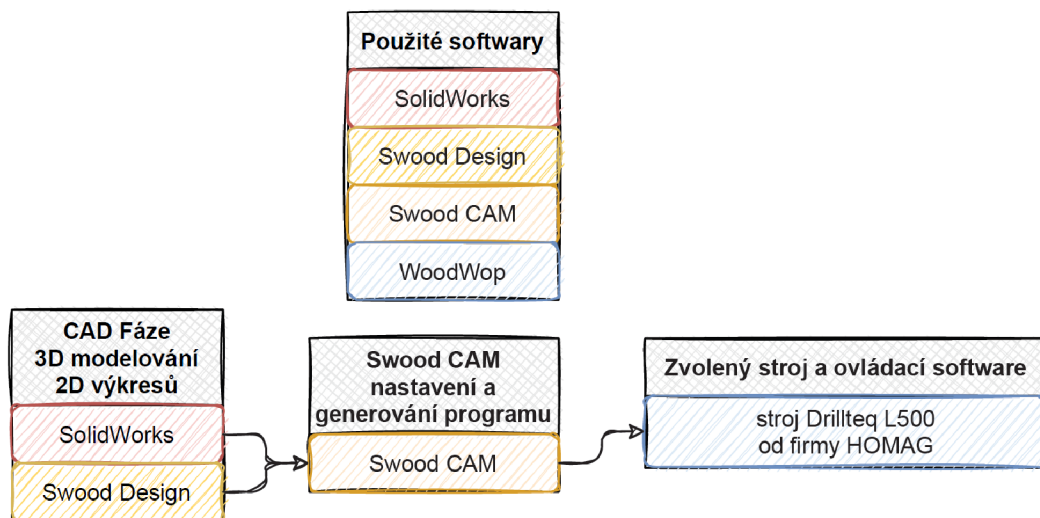 Použité softwary
SolidWorks
Swood Design
Swood CAM
WoodWop
CAD Fáze
3D modelování
2D výkresů
SolidWorks
Swood Design
Swood CAM
nastavení a
generování programu
Swood CAM
Zvolený stroj a ovládací software
stroj Drillteq L500
od firmy HOMAG